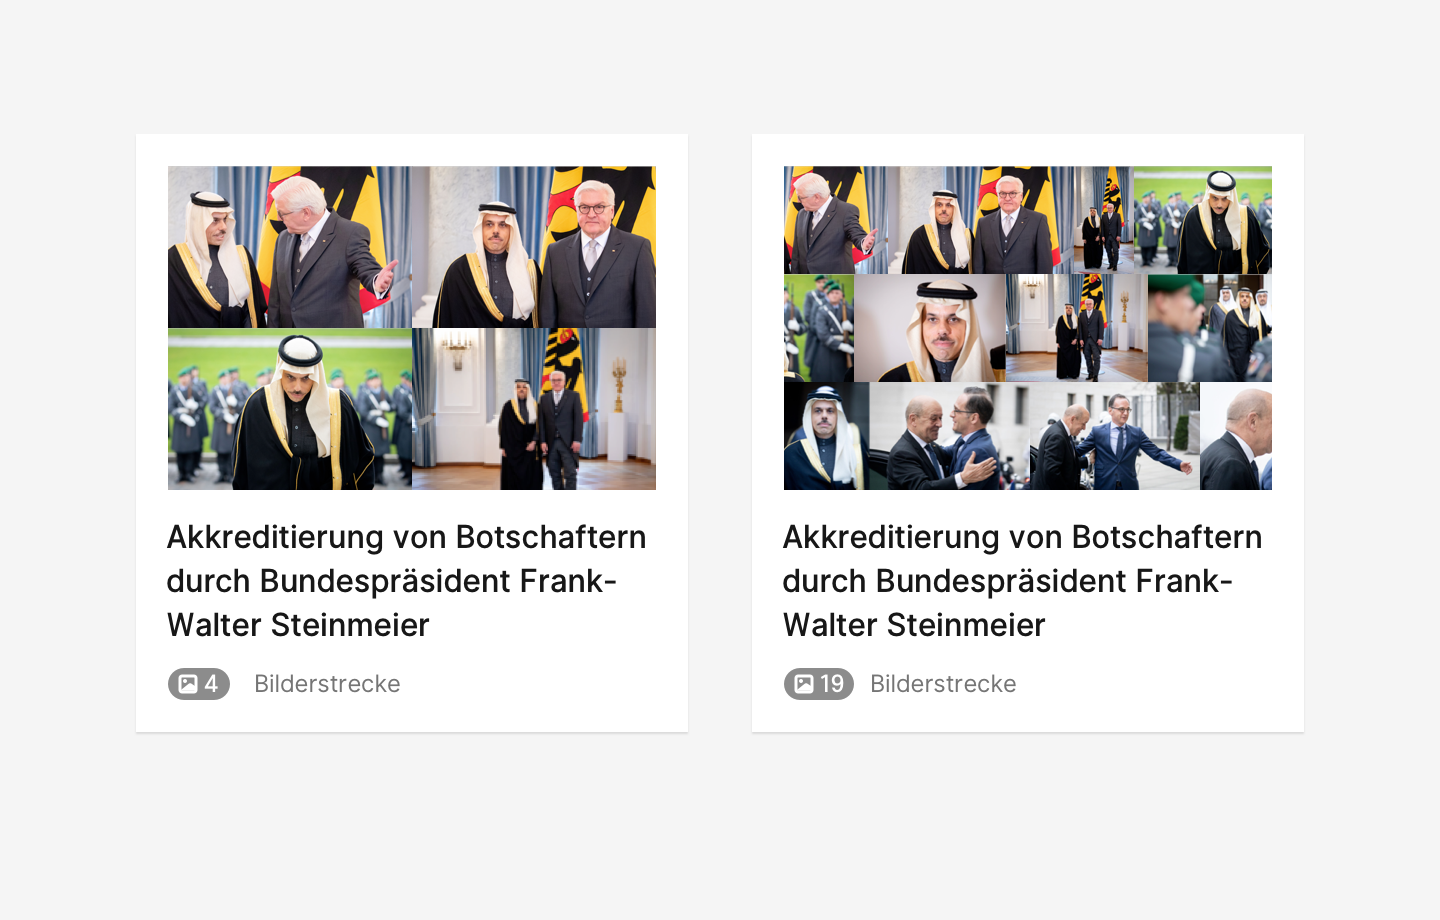 Akkreditierung von Botschaftern
durch Bundespräsident Frank-
Walter Steinmeier
4 Bilderstrecke
Akkreditierung von Botschaftern
durch Bundespräsident Frank-
Walter Steinmeier
19 Bilderstrecke